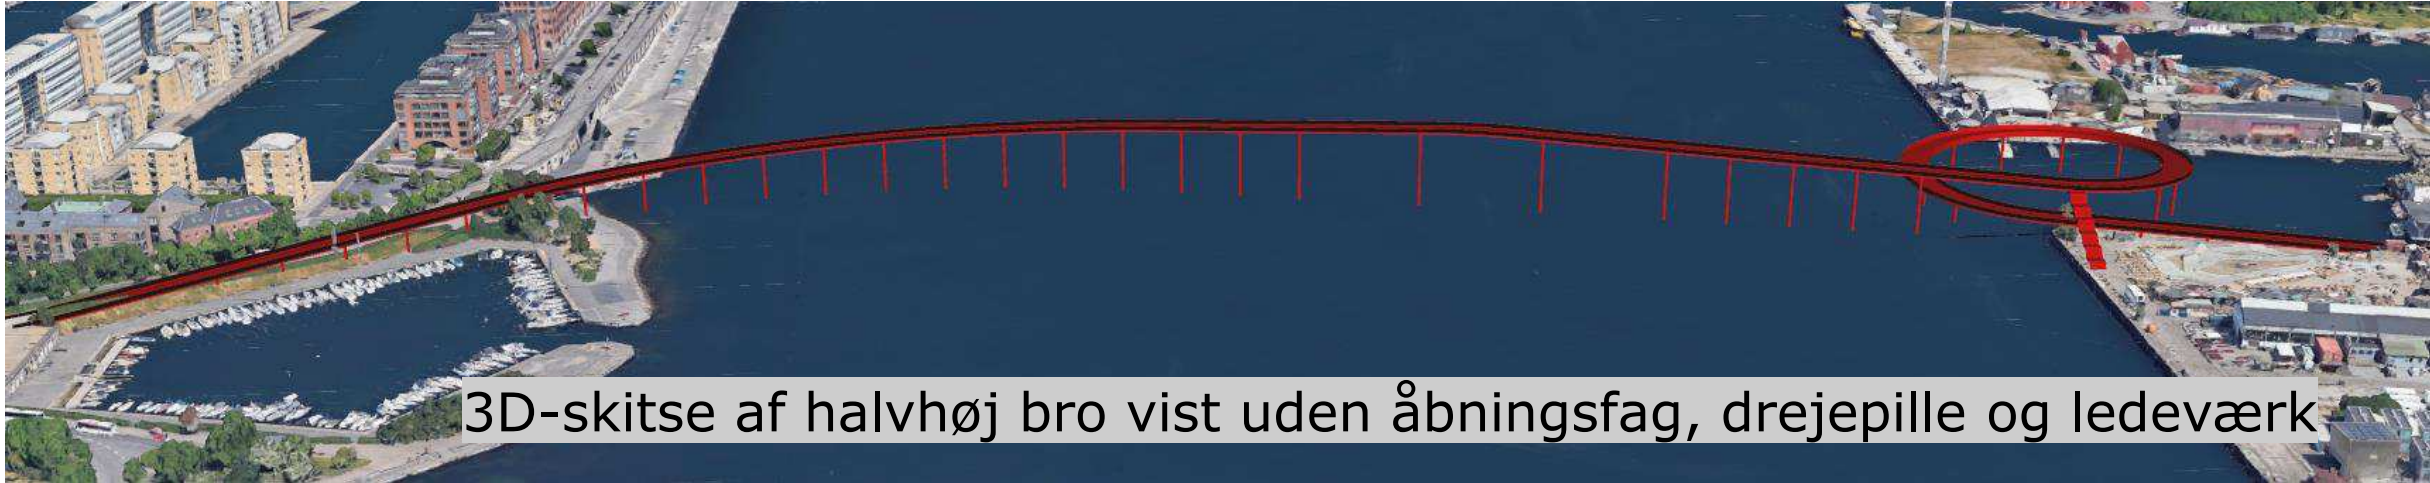 3D-skitse af halvhøj bro vist uden åbningsfag, drejepille og ledeværk